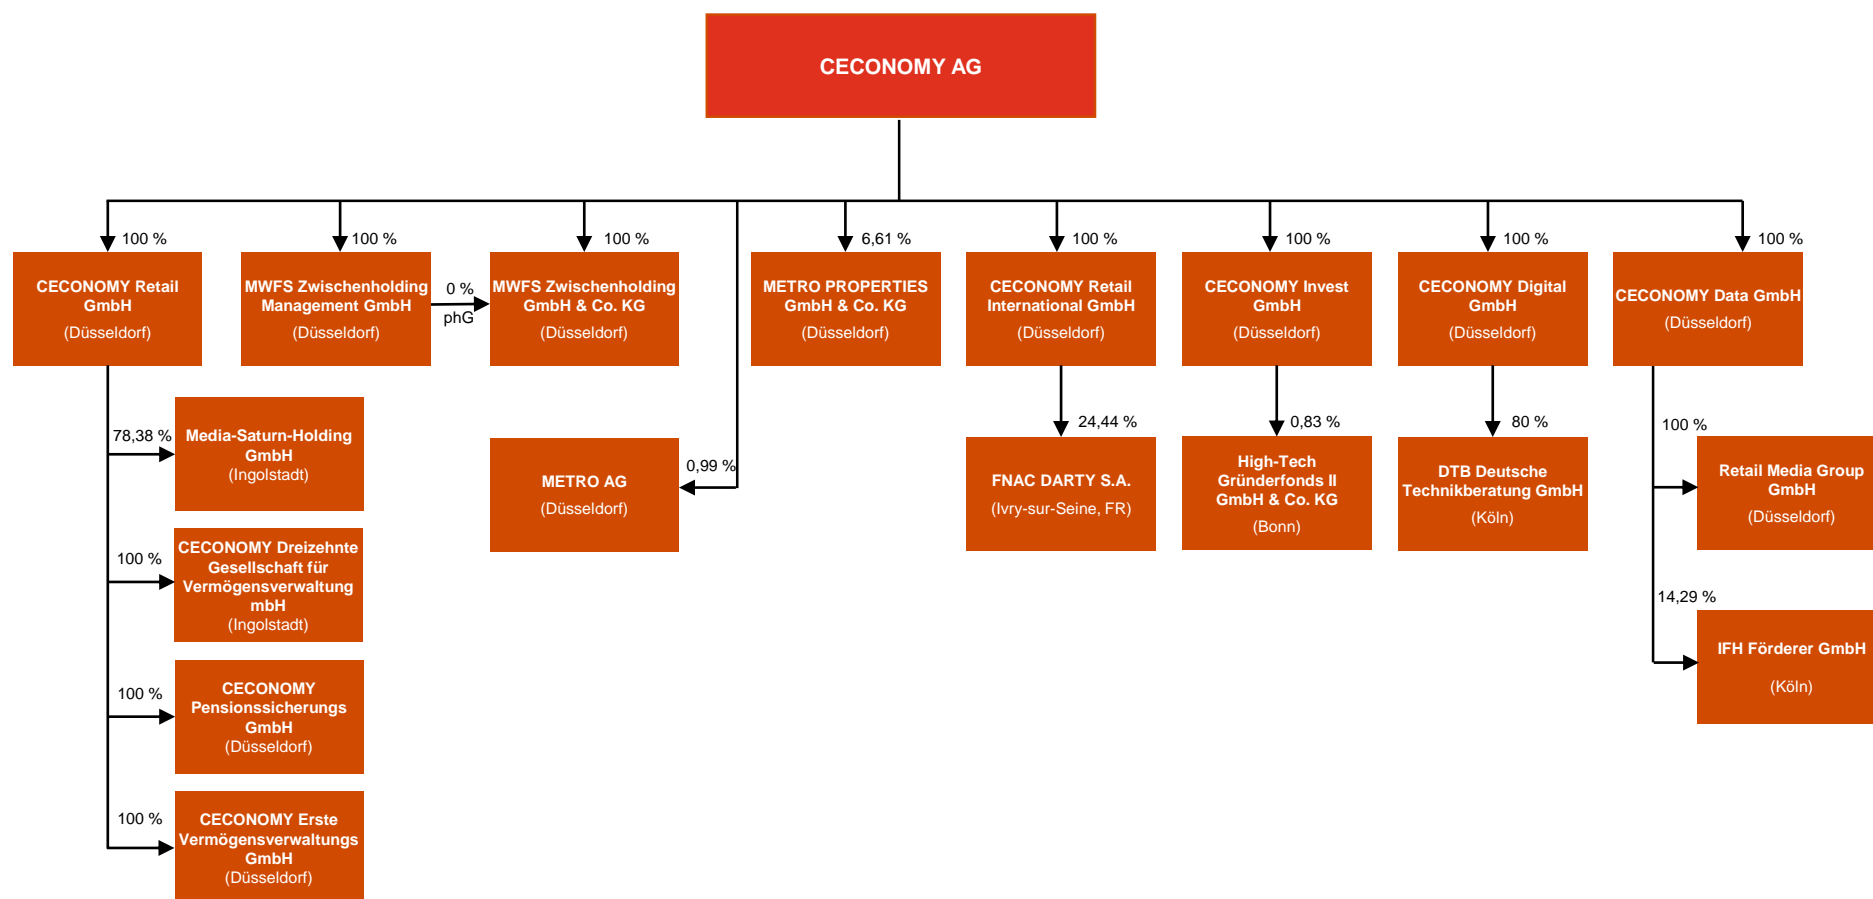 CECONOMY AG
100 %
100 %
100 %
6,61 %
100 %
100 %
100 %
100 %
CECONOMY Retail
GmbH
(Düsseldorf)
MWFS Zwischenholding
Management GmbH
(Düsseldorf)
0 %
phG
MWFS Zwischenholding
GmbH & Co. KG
(Düsseldorf)
METRO PROPERTIES
GmbH & Co. KG
(Düsseldorf)
CECONOMY Retail
International GmbH
(Düsseldorf)
CECONOMY Invest
GmbH
(Düsseldorf)
CECONOMY Digital
GmbH
(Düsseldorf)
CECONOMY Data GmbH
(Düsseldorf)
78,38 %
Media-Saturn-Holding
GmbH
(Ingolstadt)
0,99 %
METRO AG
(Düsseldorf)
24,44 %
FNAC DARTY S.A.
(Ivry-sur-Seine, FR)
0,83 %
High-Tech
Gründerfonds II
GmbH & Co. KG
(Bonn)
80 %
DTB Deutsche
Technikberatung GmbH
(Köln)
100 %
Retail Media Group
GmbH
(Düsseldorf)
100 %
CECONOMY Dreizehnte
Gesellschaft für
Vermögensverwaltung
mbH
(Ingolstadt)
14,29 %
IFH Förderer GmbH
(Köln)
100 %
CECONOMY
Pensionssicherungs
GmbH
(Düsseldorf)
100 %
CECONOMY Erste
Vermögensverwaltungs
GmbH
(Düsseldorf)